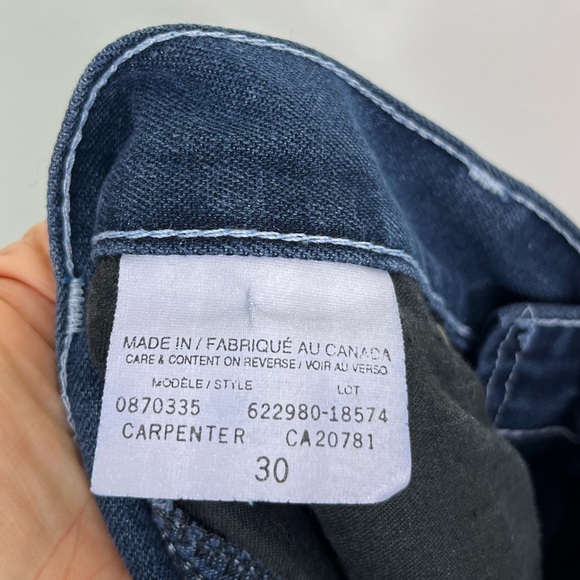 MADE IN / FABRIQUÉ AU CANADA
CARE & CONTENT ON REVERSE / VOIR AU VERSO
MODÈLE / STYLE LOT
0870335 622980-18574
CARPENTER CA20781
30